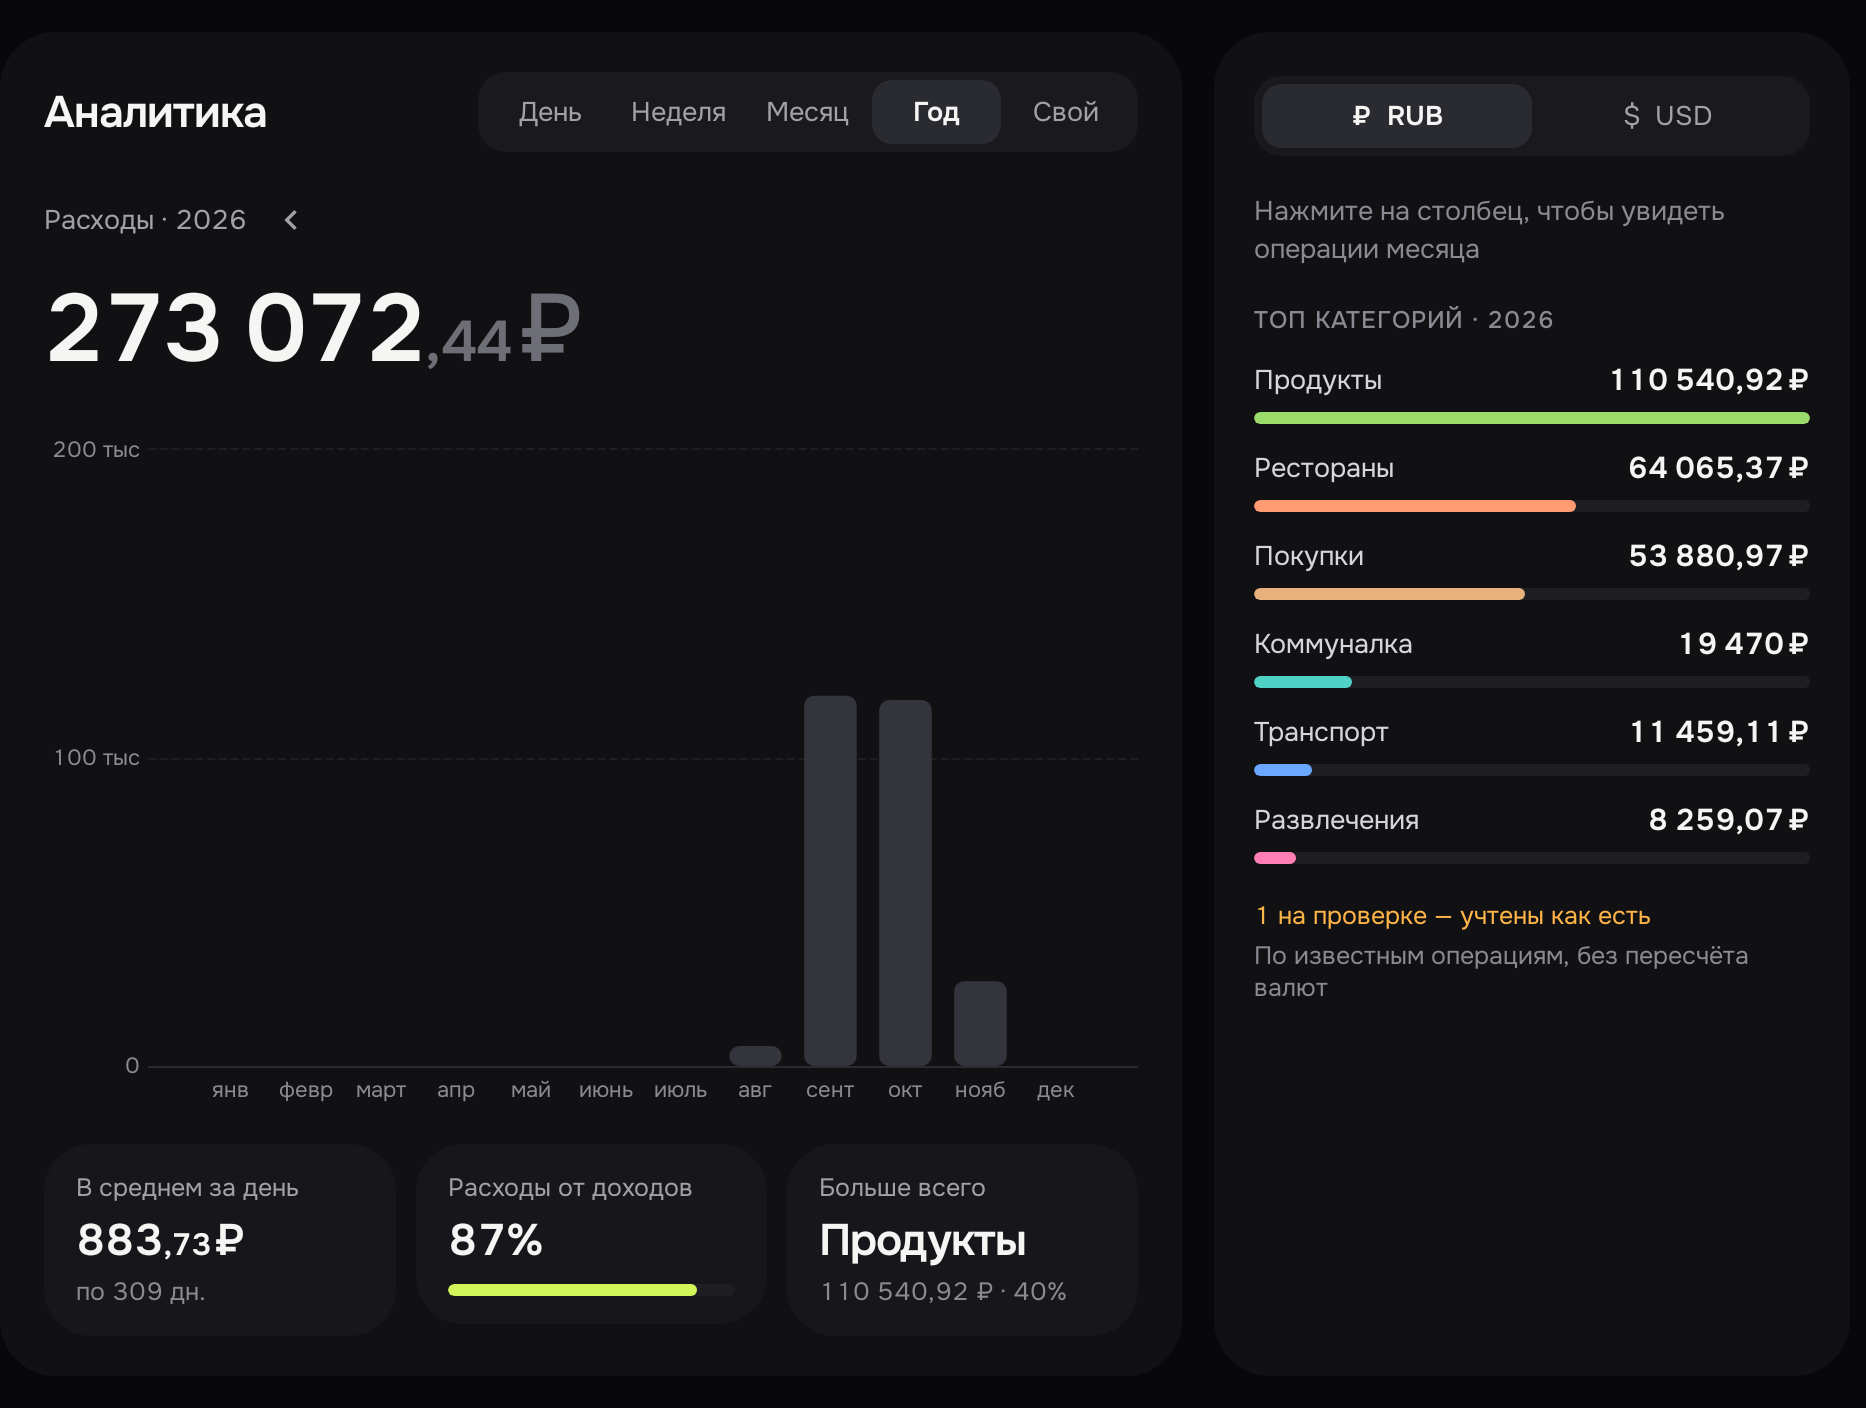 Аналитика
День Неделя Месяц Год Свой
Расходы · 2026
273 072,44 ₽
200 тыс
100 тыс
0
янв февр март апр май июнь июль авг сент окт нояб дек
В среднем за день
883,73 ₽
по 309 дн.
Расходы от доходов
87%
Больше всего
Продукты
110 540,92 ₽ · 40%
₽ RUB $ USD
Нажмите на столбец, чтобы увидеть
операции месяца
ТОП КАТЕГОРИЙ · 2026
Продукты 110 540,92 ₽
Рестораны 64 065,37 ₽
Покупки 53 880,97 ₽
Коммуналка 19 470 ₽
Транспорт 11 459,11 ₽
Развлечения 8 259,07 ₽
1 на проверке — учтены как есть
По известным операциям, без пересчёта
валют